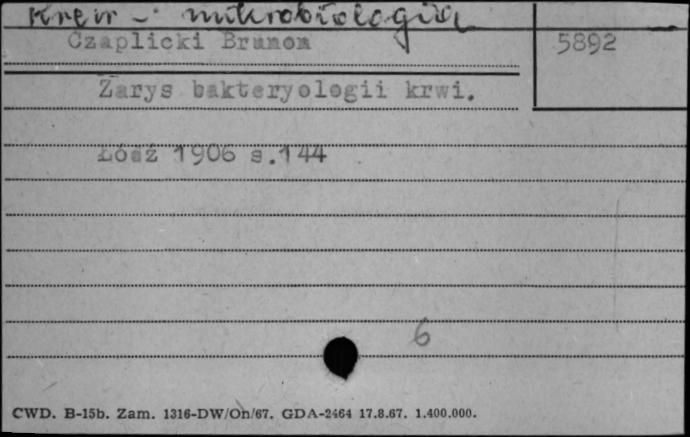 Krew - mikrobiologia
Czaplicki Brunon
5892
Zarys bakteryologii krwi.
Łódź 1906 s.144
6
CWD. B-15b. Zam. 1316-DW/On/67. GDA-2464 17.8.67. 1.400.000.